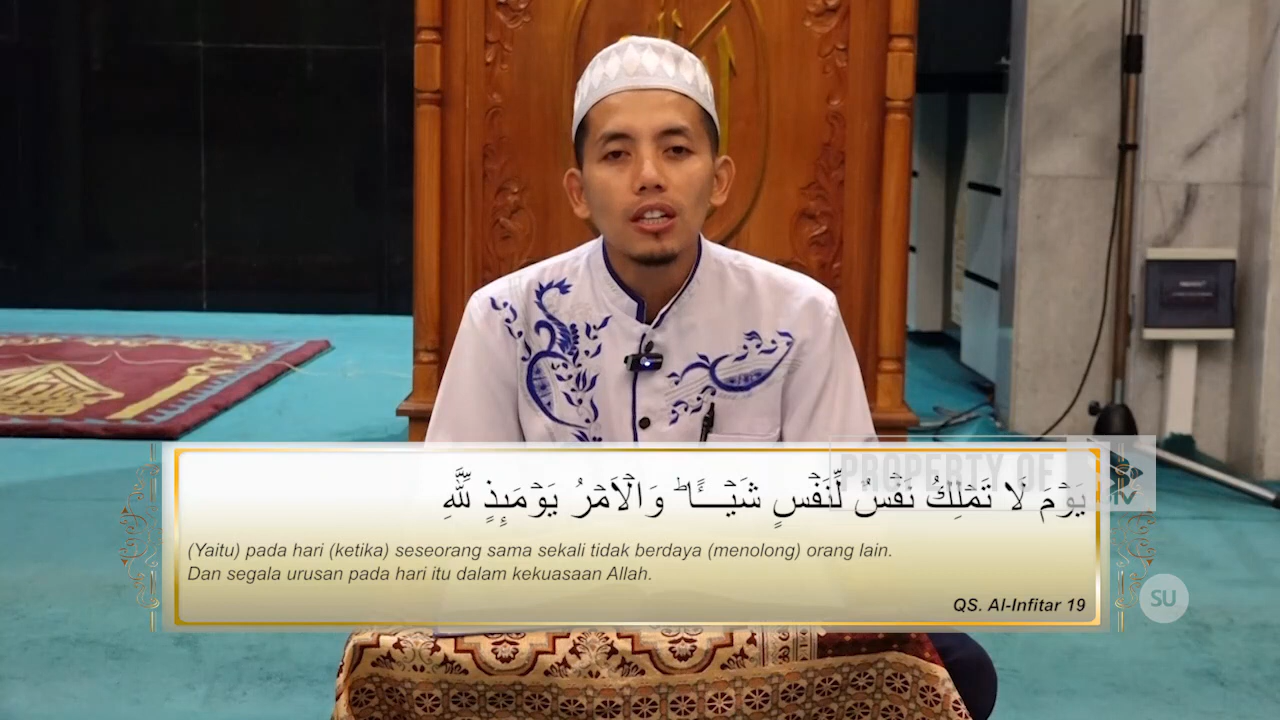 يَوْمَ لَا تَمْلِكُ نَفْسٌ لِّنَفْسٍ شَيْـًٔاۗ وَالْاَمْرُ يَوْمَىِٕذٍ لِّلّٰهِ
(Yaitu) pada hari (ketika) seseorang sama sekali tidak berdaya (menolong) orang lain.
Dan segala urusan pada hari itu dalam kekuasaan Allah.
QS. Al-Infitar 19
PROPERTY OF
TV
SU